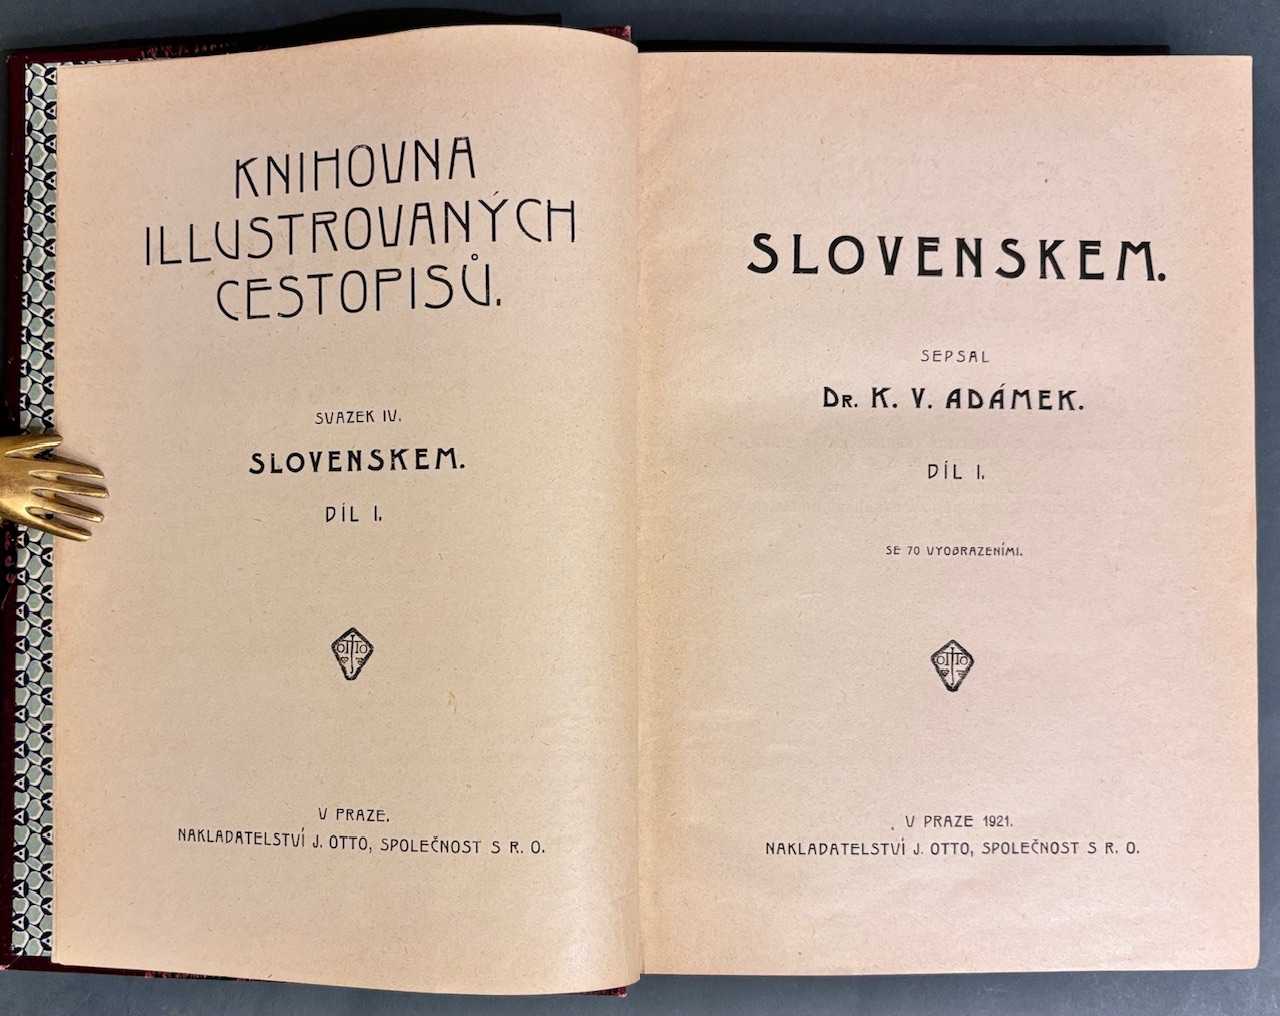 KNIHOVNA
ILLUSTROVANÝCH
CESTOPISŮ.
SVAZEK IV.
SLOVENSKEM.
DÍL I.
OTTO
V PRAZE.
NAKLADATELSTVÍ J. OTTO, SPOLEČNOST S R. O.
SLOVENSKEM.
SEPSAL
DR. K. V. ADÁMEK.
DÍL I.
SE 70 VYOBRAZENÍMI.
OTTO
V PRAZE 1921.
NAKLADATELSTVÍ J. OTTO, SPOLEČNOST S R. O.